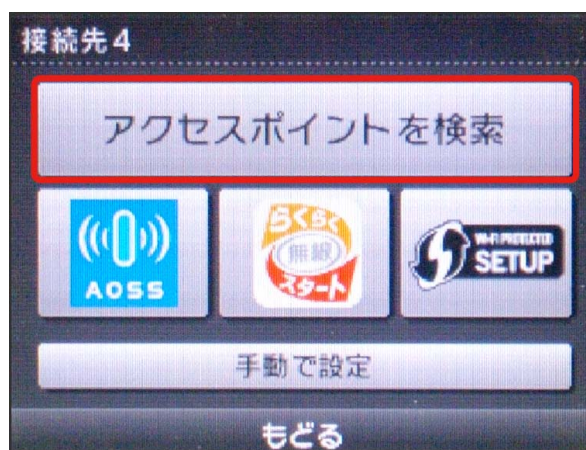 接続先4
アクセスポイントを検索
AOSS
らくらく
無線
スタート
Wi-Fi PROTECTED
SETUP
手動で設定
もどる